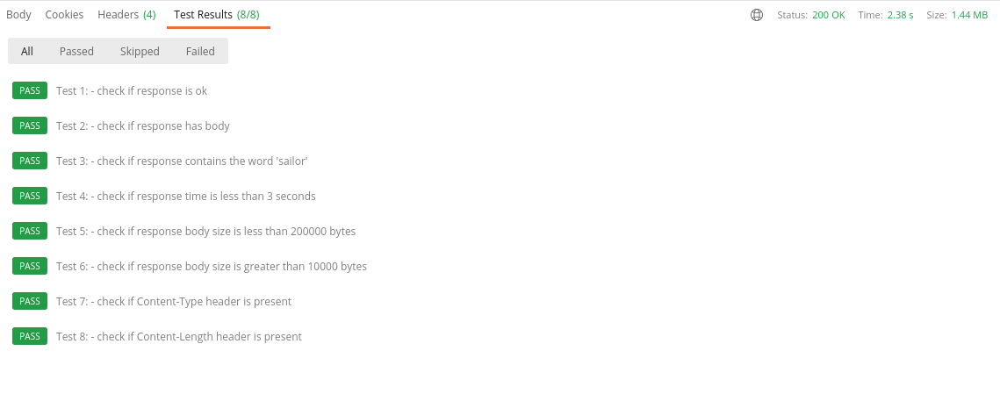 Body Cookies Headers (4) Test Results (8/8) Status: 200 OK Time: 2.38 s Size: 1.44 MB
All Passed Skipped Failed
PASS Test 1: - check if response is ok
PASS Test 2: - check if response has body
PASS Test 3: - check if response contains the word 'sailor'
PASS Test 4: - check if response time is less than 3 seconds
PASS Test 5: - check if response body size is less than 200000 bytes
PASS Test 6: - check if response body size is greater than 10000 bytes
PASS Test 7: - check if Content-Type header is present
PASS Test 8: - check if Content-Length header is present